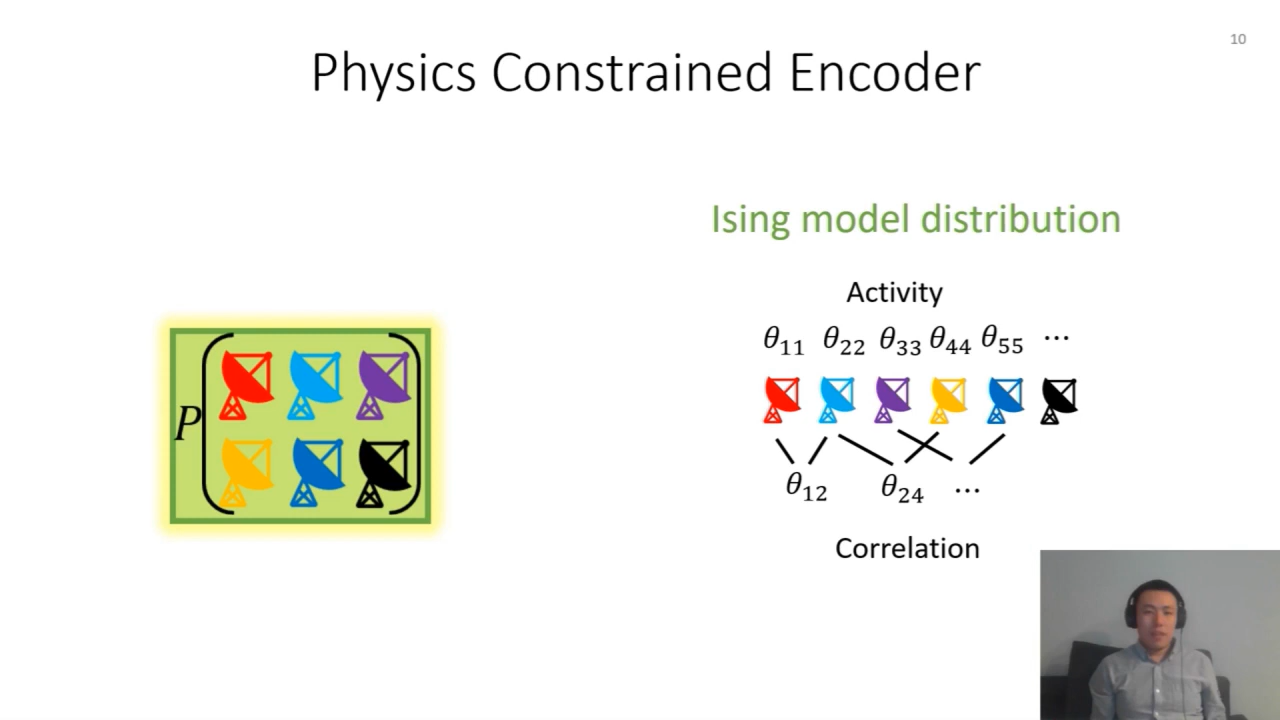 10
Physics Constrained Encoder
Ising model distribution
Activity
θ₁₁ θ₂₂ θ₃₃ θ₄₄ θ₅₅ ⋯
P
θ₁₂ θ₂₄ ⋯
Correlation